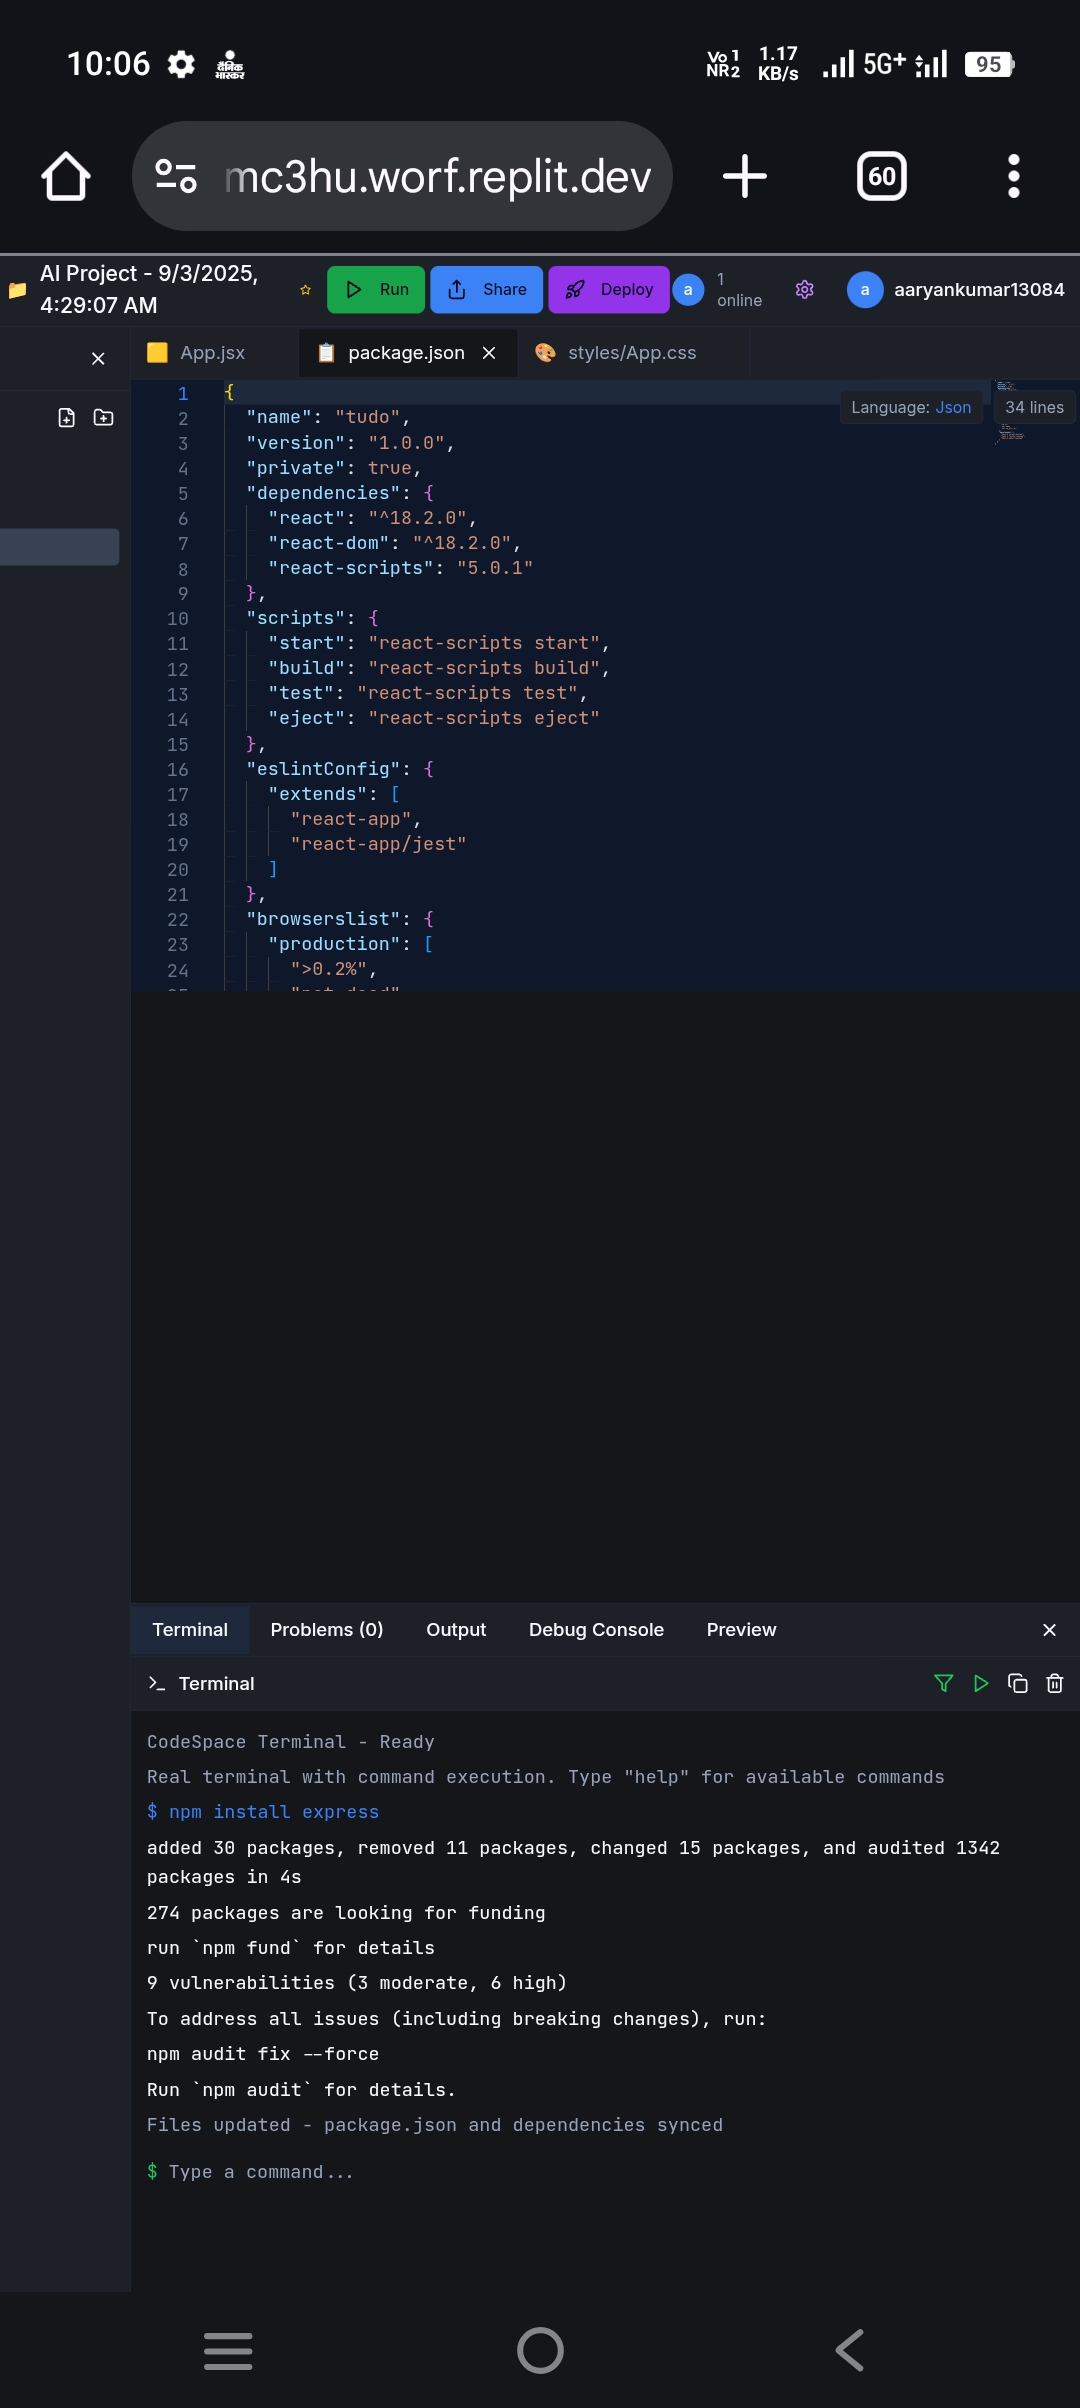 10:06
दैनिक
भास्कर
Vo 1
NR2
1.17
KB/s
5G+
95
mc3hu.worf.replit.dev
60
AI Project - 9/3/2025,
4:29:07 AM
Run
Share
Deploy
a
1
online
a
aaryankumar13084
App.jsx
package.json
styles/App.css
Language: Json
34 lines
1 {
2 "name": "tudo",
3 "version": "1.0.0",
4 "private": true,
5 "dependencies": {
6 "react": "^18.2.0",
7 "react-dom": "^18.2.0",
8 "react-scripts": "5.0.1"
9 },
10 "scripts": {
11 "start": "react-scripts start",
12 "build": "react-scripts build",
13 "test": "react-scripts test",
14 "eject": "react-scripts eject"
15 },
16 "eslintConfig": {
17 "extends": [
18 "react-app",
19 "react-app/jest"
20 ]
21 },
22 "browserslist": {
23 "production": [
24 ">0.2%",
Terminal
Problems (0)
Output
Debug Console
Preview
Terminal
CodeSpace Terminal - Ready
Real terminal with command execution. Type "help" for available commands
$ npm install express
added 30 packages, removed 11 packages, changed 15 packages, and audited 1342
packages in 4s
274 packages are looking for funding
run `npm fund` for details
9 vulnerabilities (3 moderate, 6 high)
To address all issues (including breaking changes), run:
npm audit fix --force
Run `npm audit` for details.
Files updated - package.json and dependencies synced
$ Type a command...